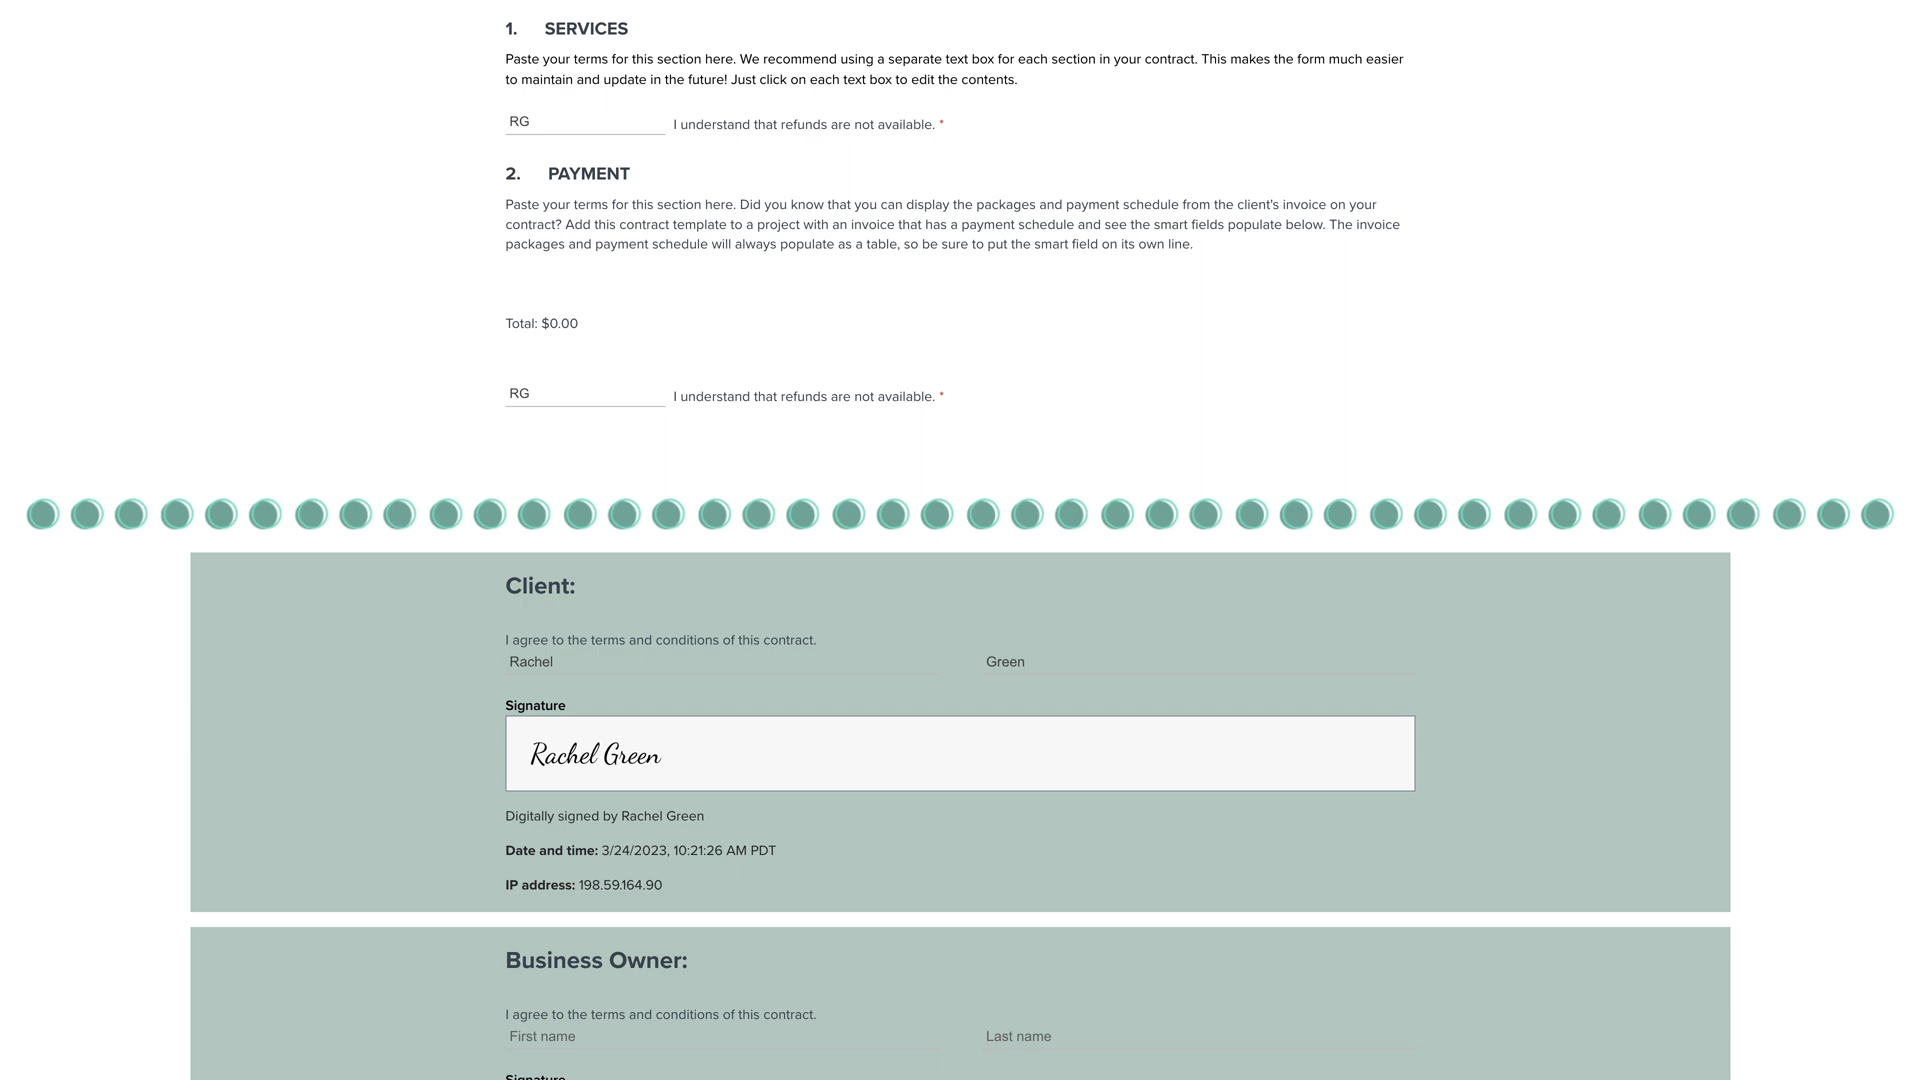 1. SERVICES
Paste your terms for this section here. We recommend using a separate text box for each section in your contract. This makes the form much easier
to maintain and update in the future! Just click on each text box to edit the contents.
RG I understand that refunds are not available. *
2. PAYMENT
Paste your terms for this section here. Did you know that you can display the packages and payment schedule from the client's invoice on your
contract? Add this contract template to a project with an invoice that has a payment schedule and see the smart fields populate below. The invoice
packages and payment schedule will always populate as a table, so be sure to put the smart field on its own line.
Total: $0.00
RG I understand that refunds are not available. *
Client:
I agree to the terms and conditions of this contract.
Rachel Green
Signature
Rachel Green
Digitally signed by Rachel Green
Date and time: 3/24/2023, 10:21:26 AM PDT
IP address: 198.59.164.90
Business Owner:
I agree to the terms and conditions of this contract.
First name Last name
Signature